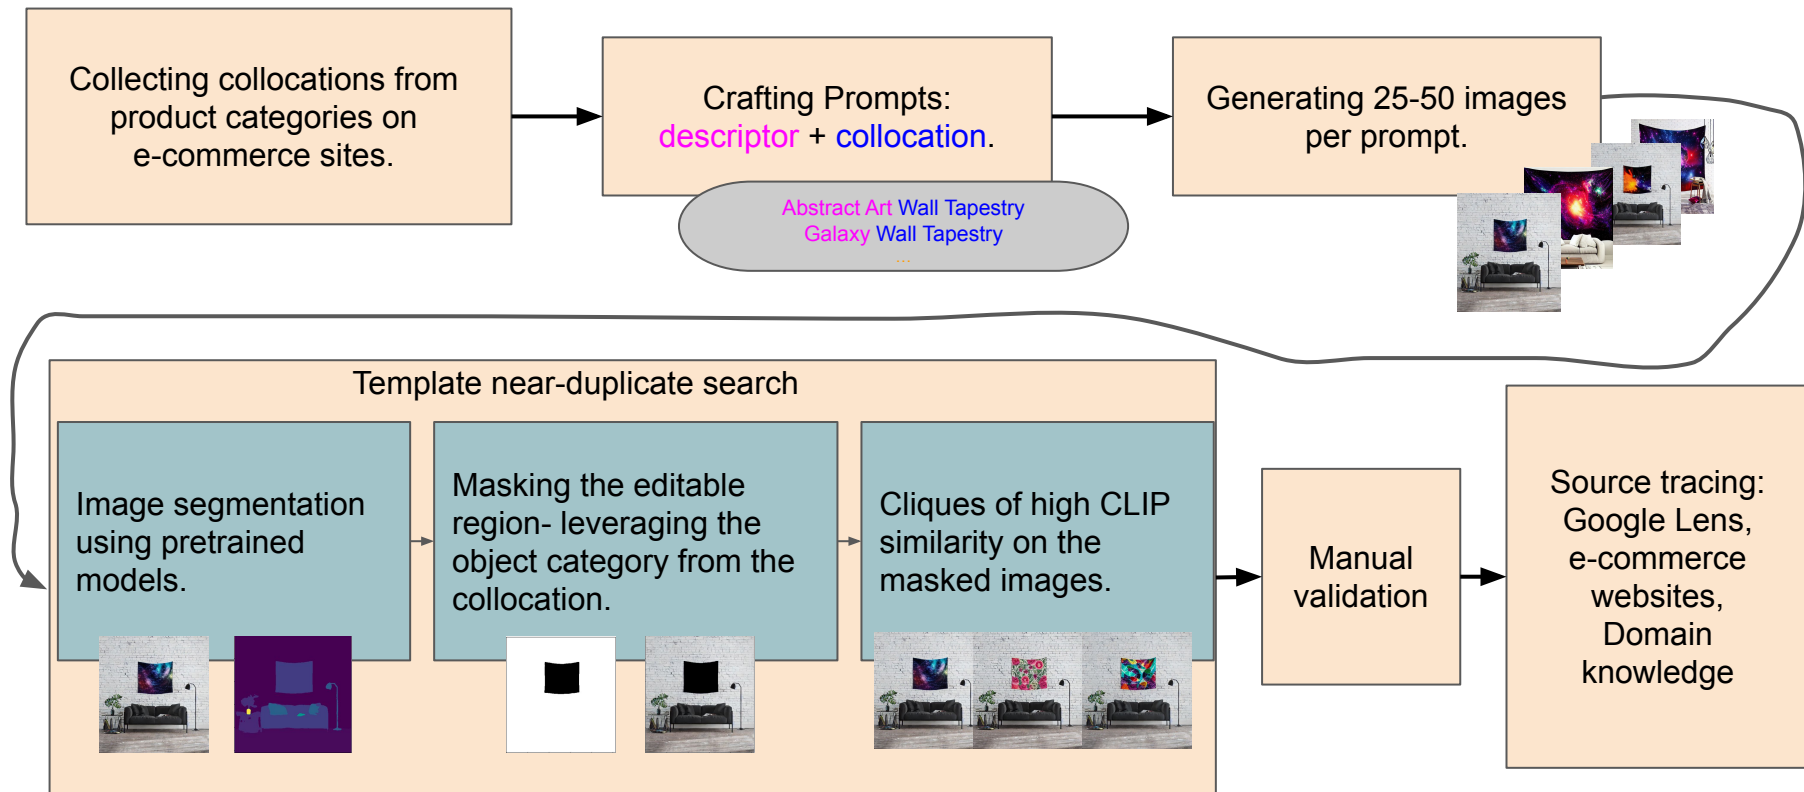 Collecting collocations from
product categories on
e-commerce sites.
Crafting Prompts:
descriptor + collocation.
Abstract Art Wall Tapestry
Galaxy Wall Tapestry
...
Generating 25-50 images
per prompt.
Template near-duplicate search
Image segmentation
using pretrained
models.
Masking the editable
region- leveraging the
object category from the
collocation.
Cliques of high CLIP
similarity on the
masked images.
Manual
validation
Source tracing:
Google Lens,
e-commerce
websites,
Domain
knowledge